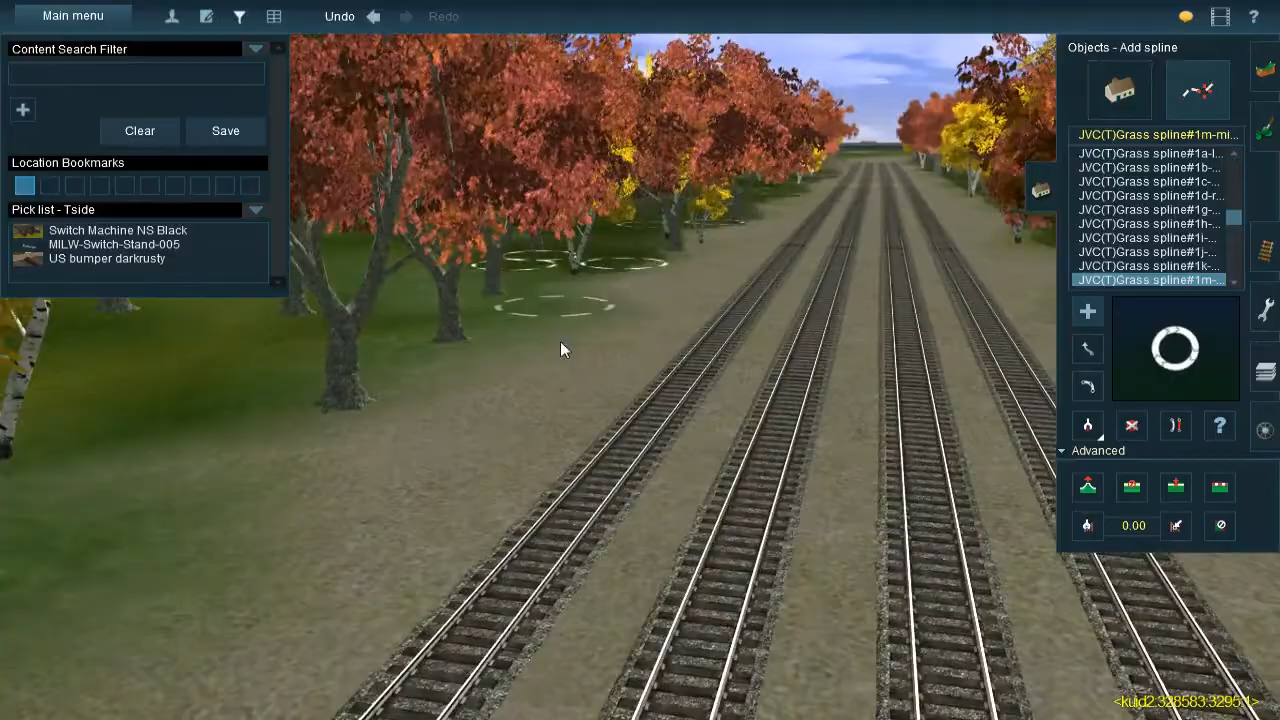 Main menu
Undo
Redo
?
Content Search Filter
Clear
Save
Location Bookmarks
Pick list - Tside
Switch Machine NS Black
MILW-Switch-Stand-005
US bumper darkrusty
Objects - Add spline
JVC(T)Grass spline#1m-mi...
JVC(T)Grass spline#1a-l...
JVC(T)Grass spline#1b-...
JVC(T)Grass spline#1c-...
JVC(T)Grass spline#1d-r...
JVC(T)Grass spline#1g-...
JVC(T)Grass spline#1h-...
JVC(T)Grass spline#1i-...
JVC(T)Grass spline#1j-...
JVC(T)Grass spline#1k-...
JVC(T)Grass spline#1m-...
?
Advanced
0.00
<kuid2:328583:3295:1>